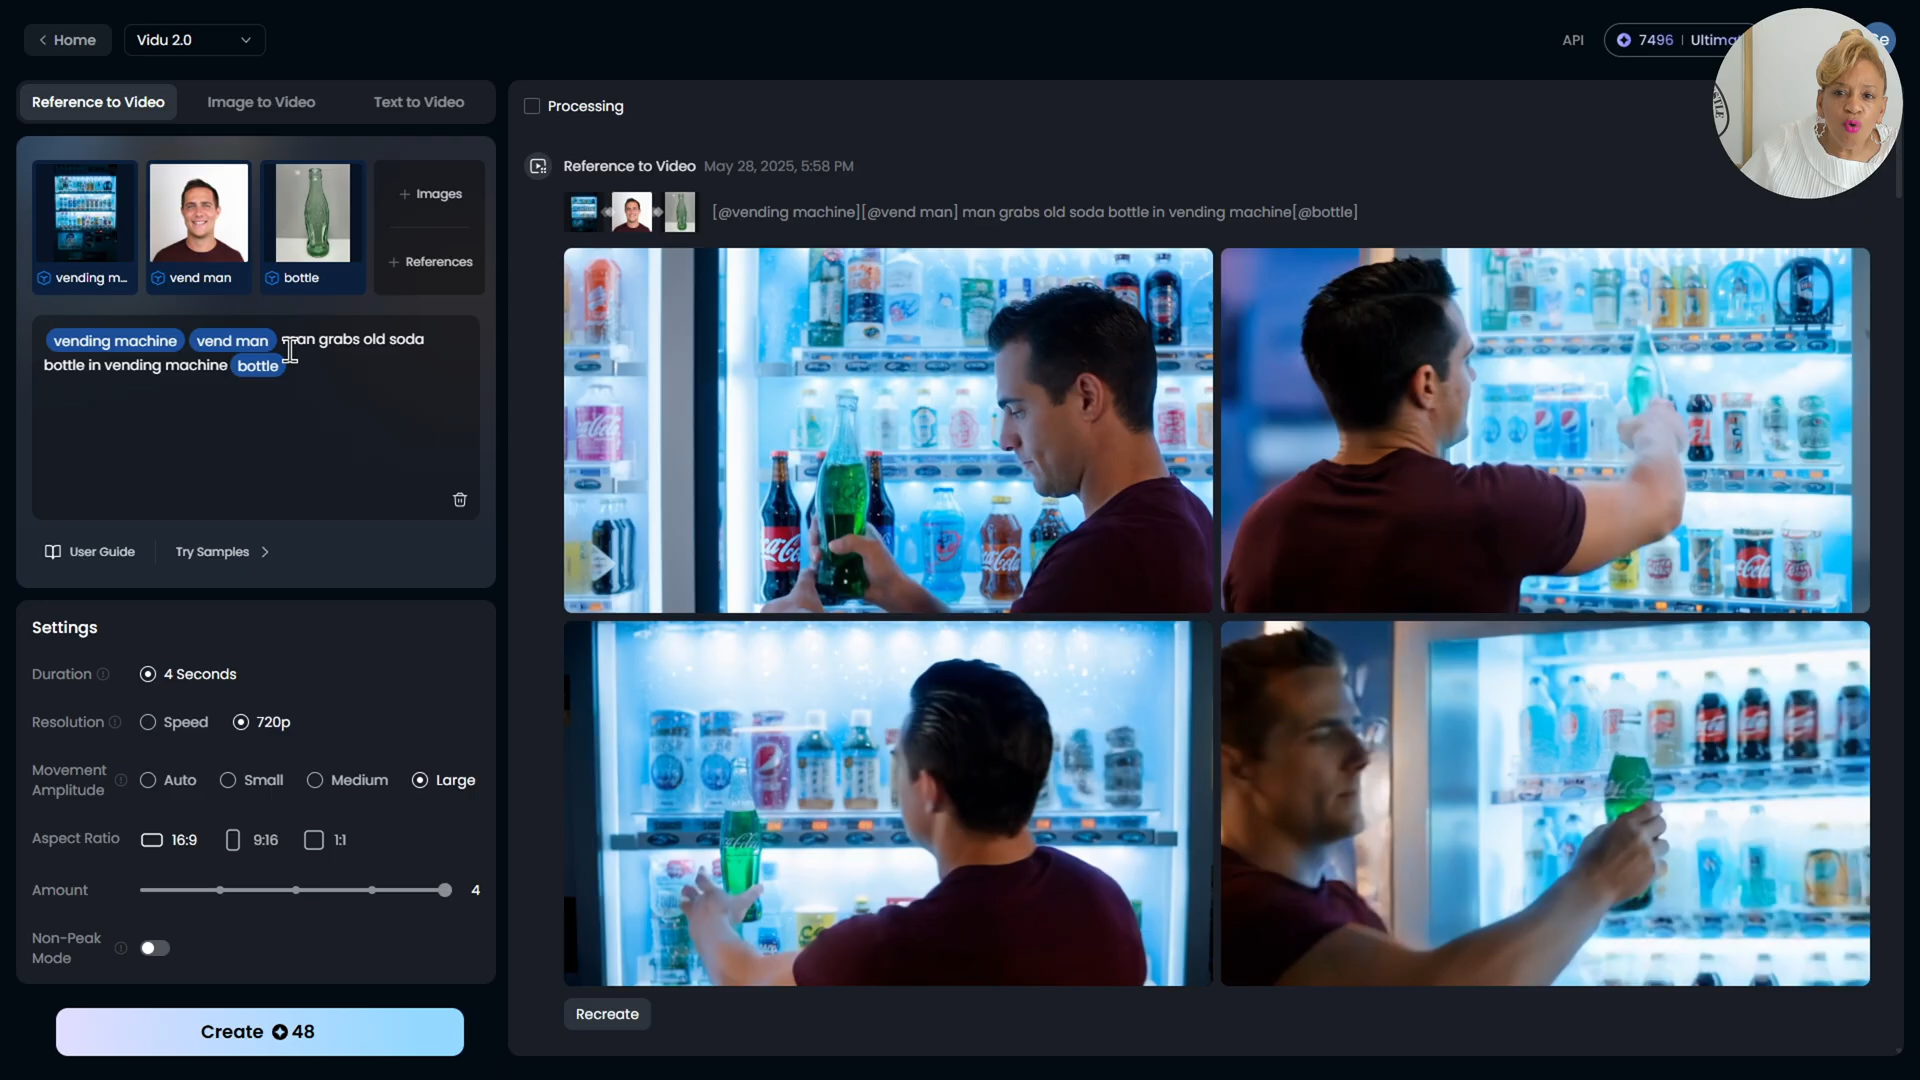 Home
Vidu 2.0
API
7496 | Ultima
Reference to Video
Image to Video
Text to Video
vending m...
vend man
bottle
+ Images
+ References
vending machine vend man man grabs old soda
bottle in vending machine bottle
User Guide
Try Samples
Settings
Duration
4 Seconds
Resolution
Speed
720p
Movement
Amplitude
Auto
Small
Medium
Large
Aspect Ratio
16:9
9:16
1:1
Amount
4
Non-Peak
Mode
Create 48
Processing
Reference to Video May 28, 2025, 5:58 PM
[@vending machine][@vend man] man grabs old soda bottle in vending machine[@bottle]
Recreate